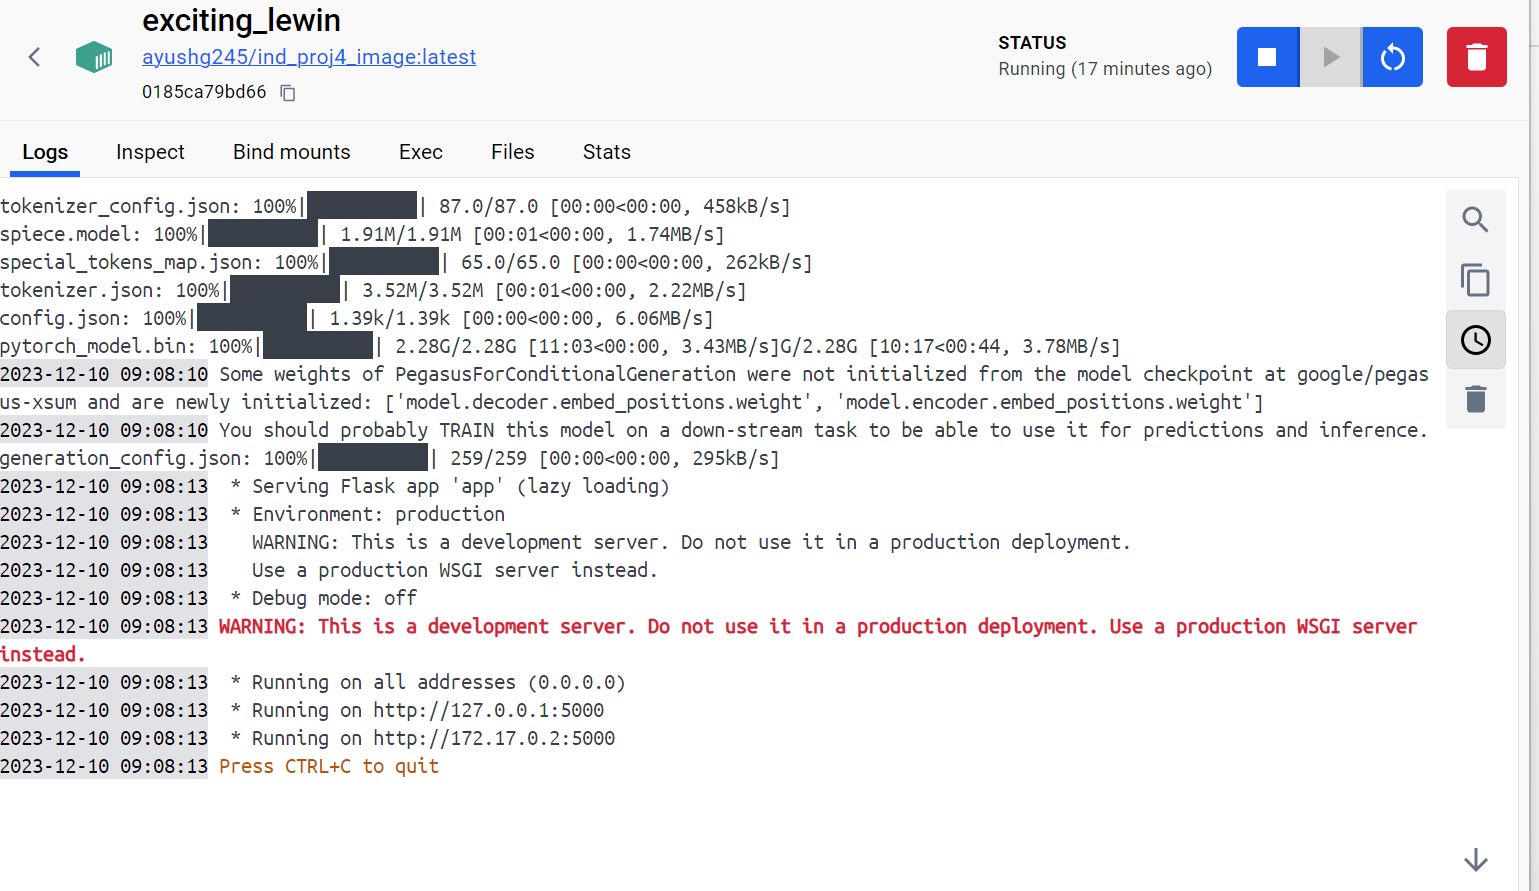 exciting_lewin
ayushg245/ind_proj4_image:latest
0185ca79bd66
STATUS
Running (17 minutes ago)
Logs Inspect Bind mounts Exec Files Stats
tokenizer_config.json: 100%|██████████| 87.0/87.0 [00:00<00:00, 458kB/s]
spiece.model: 100%|██████████| 1.91M/1.91M [00:01<00:00, 1.74MB/s]
special_tokens_map.json: 100%|██████████| 65.0/65.0 [00:00<00:00, 262kB/s]
tokenizer.json: 100%|██████████| 3.52M/3.52M [00:01<00:00, 2.22MB/s]
config.json: 100%|██████████| 1.39k/1.39k [00:00<00:00, 6.06MB/s]
pytorch_model.bin: 100%|██████████| 2.28G/2.28G [11:03<00:00, 3.43MB/s]G/2.28G [10:17<00:44, 3.78MB/s]
2023-12-10 09:08:10 Some weights of PegasusForConditionalGeneration were not initialized from the model checkpoint at google/pegas
us-xsum and are newly initialized: ['model.decoder.embed_positions.weight', 'model.encoder.embed_positions.weight']
2023-12-10 09:08:10 You should probably TRAIN this model on a down-stream task to be able to use it for predictions and inference.
generation_config.json: 100%|██████████| 259/259 [00:00<00:00, 295kB/s]
2023-12-10 09:08:13  * Serving Flask app 'app' (lazy loading)
2023-12-10 09:08:13  * Environment: production
2023-12-10 09:08:13    WARNING: This is a development server. Do not use it in a production deployment.
2023-12-10 09:08:13    Use a production WSGI server instead.
2023-12-10 09:08:13  * Debug mode: off
2023-12-10 09:08:13 WARNING: This is a development server. Do not use it in a production deployment. Use a production WSGI server
instead.
2023-12-10 09:08:13  * Running on all addresses (0.0.0.0)
2023-12-10 09:08:13  * Running on http://127.0.0.1:5000
2023-12-10 09:08:13  * Running on http://172.17.0.2:5000
2023-12-10 09:08:13 Press CTRL+C to quit